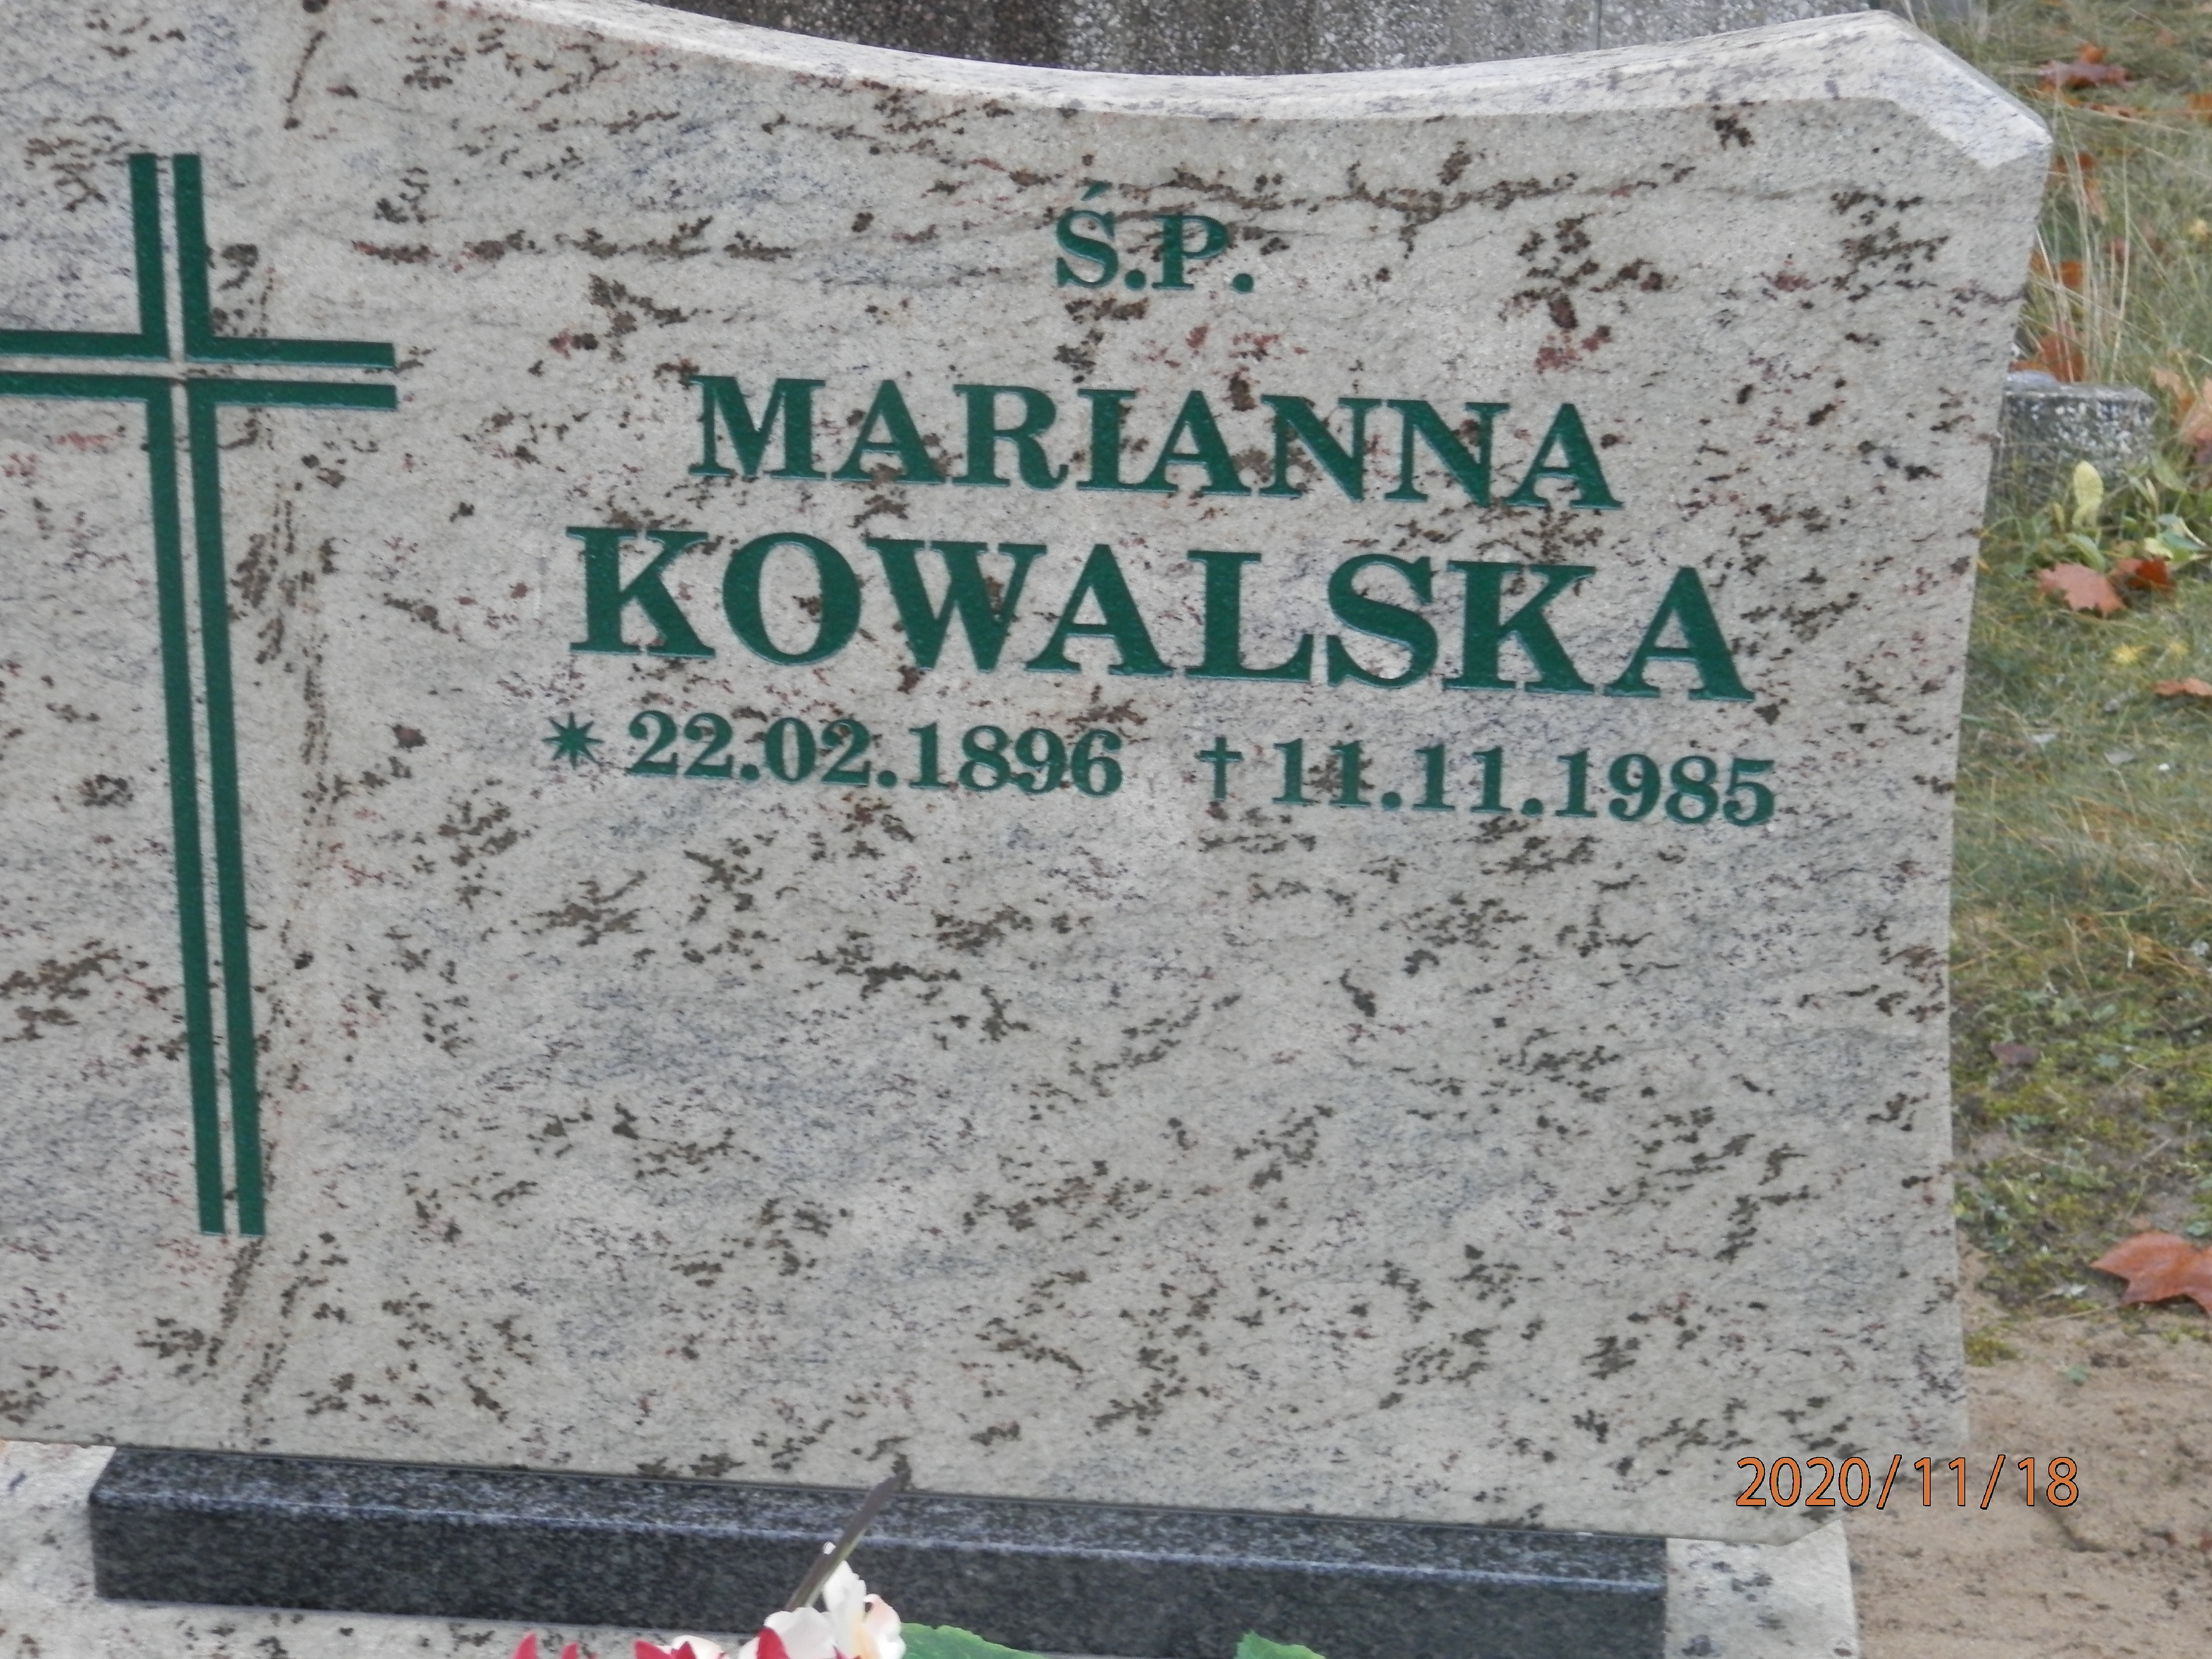 Ś.P.
MARIANNA
KOWALSKA
✷ 22.02.1896 † 11.11.1985
2020/11/18